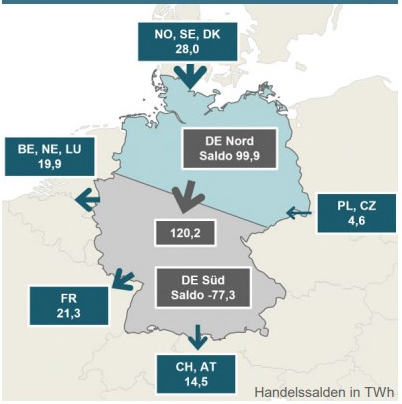 NO, SE, DK
28,0
DE Nord
Saldo 99,9
BE, NE, LU
19,9
PL, CZ
4,6
120,2
DE Süd
Saldo -77,3
FR
21,3
CH, AT
14,5
Handelssalden in TWh